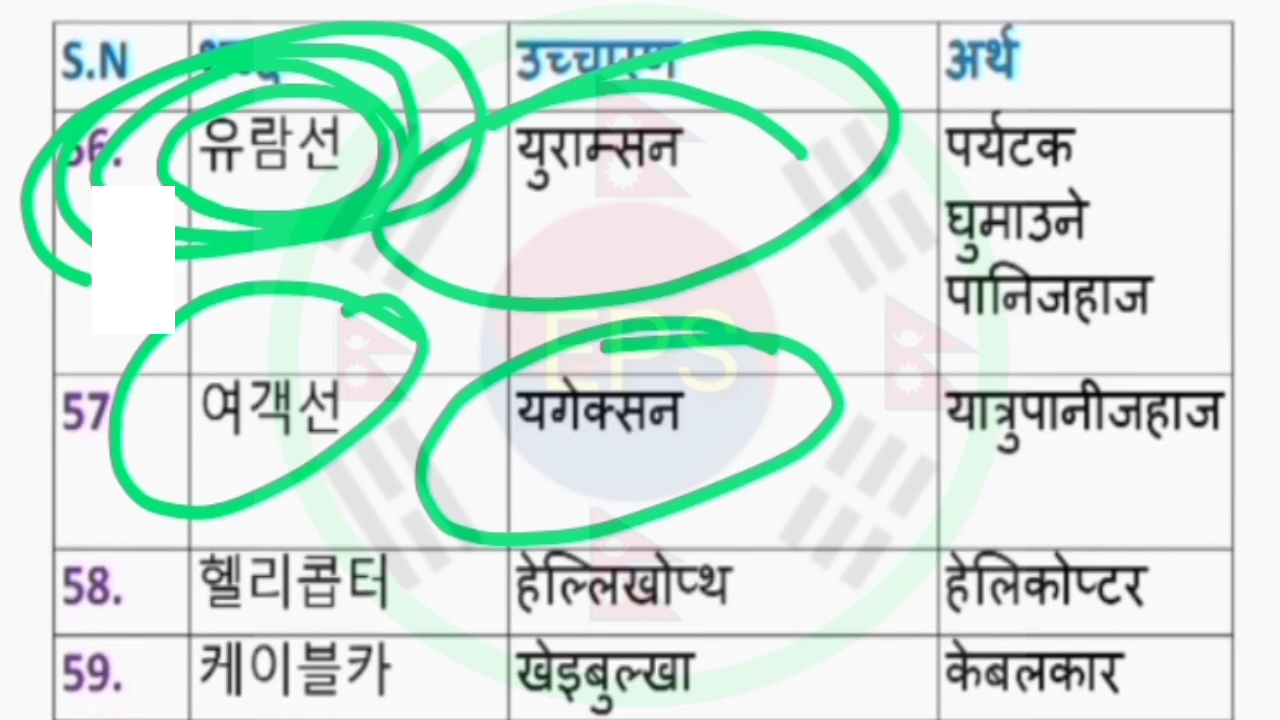 S.N उच्चारण अर्थ
56. 유람선 युराम्सन पर्यटक
घुमाउने
पानिजहाज
EPS
57 여객선 यगेक्सन यात्रुपानीजहाज
58. 헬리콥터 हेल्लिखोप्थ हेलिकोप्टर
59. 케이블카 खेइबुल्खा केबलकार